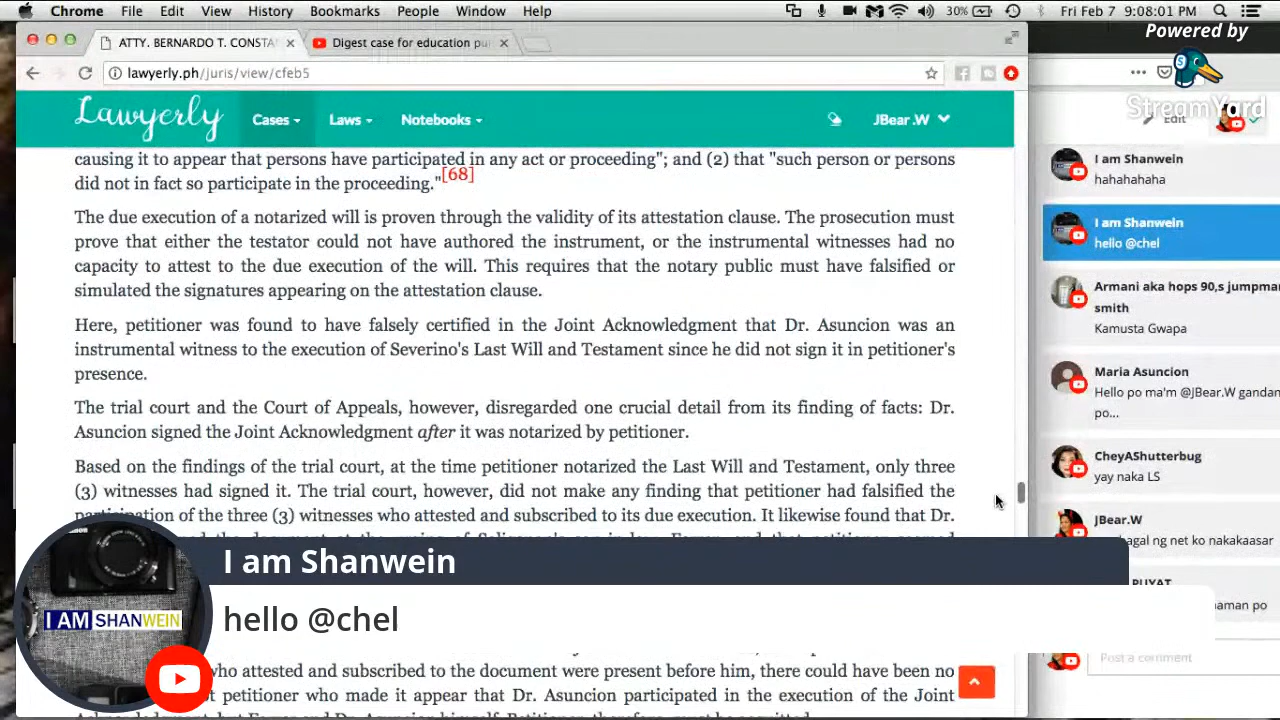 Chrome File Edit View History Bookmarks People Window Help 30% Fri Feb 7 9:08:01 PM
Powered by
StreamYard
ATTY. BERNARDO T. CONSTA
Digest case for education pu
lawyerly.ph/juris/view/cfeb5
Lawyerly Cases Laws Notebooks JBear .W
Edit
causing it to appear that persons have participated in any act or proceeding"; and (2) that "such person or persons
did not in fact so participate in the proceeding."[68]
The due execution of a notarized will is proven through the validity of its attestation clause. The prosecution must
prove that either the testator could not have authored the instrument, or the instrumental witnesses had no
capacity to attest to the due execution of the will. This requires that the notary public must have falsified or
simulated the signatures appearing on the attestation clause.
Here, petitioner was found to have falsely certified in the Joint Acknowledgment that Dr. Asuncion was an
instrumental witness to the execution of Severino's Last Will and Testament since he did not sign it in petitioner's
presence.
The trial court and the Court of Appeals, however, disregarded one crucial detail from its finding of facts: Dr.
Asuncion signed the Joint Acknowledgment after it was notarized by petitioner.
Based on the findings of the trial court, at the time petitioner notarized the Last Will and Testament, only three
(3) witnesses had signed it. The trial court, however, did not make any finding that petitioner had falsified the
participation of the three (3) witnesses who attested and subscribed to its due execution. It likewise found that Dr.
who attested and subscribed to the document were present before him, there could have been no
petitioner who made it appear that Dr. Asuncion participated in the execution of the Joint
I am Shanwein
hahahahaha
I am Shanwein
hello @chel
Armani aka hops 90,s jumpman
smith
Kamusta Gwapa
Maria Asuncion
Hello po ma'm @JBear.W gandan
po...
CheyAShutterbug
yay naka LS
JBear.W
agal ng net ko nakakaasar
PUYAT
naman po
Post a comment
I AM SHANWEIN
I am Shanwein
hello @chel